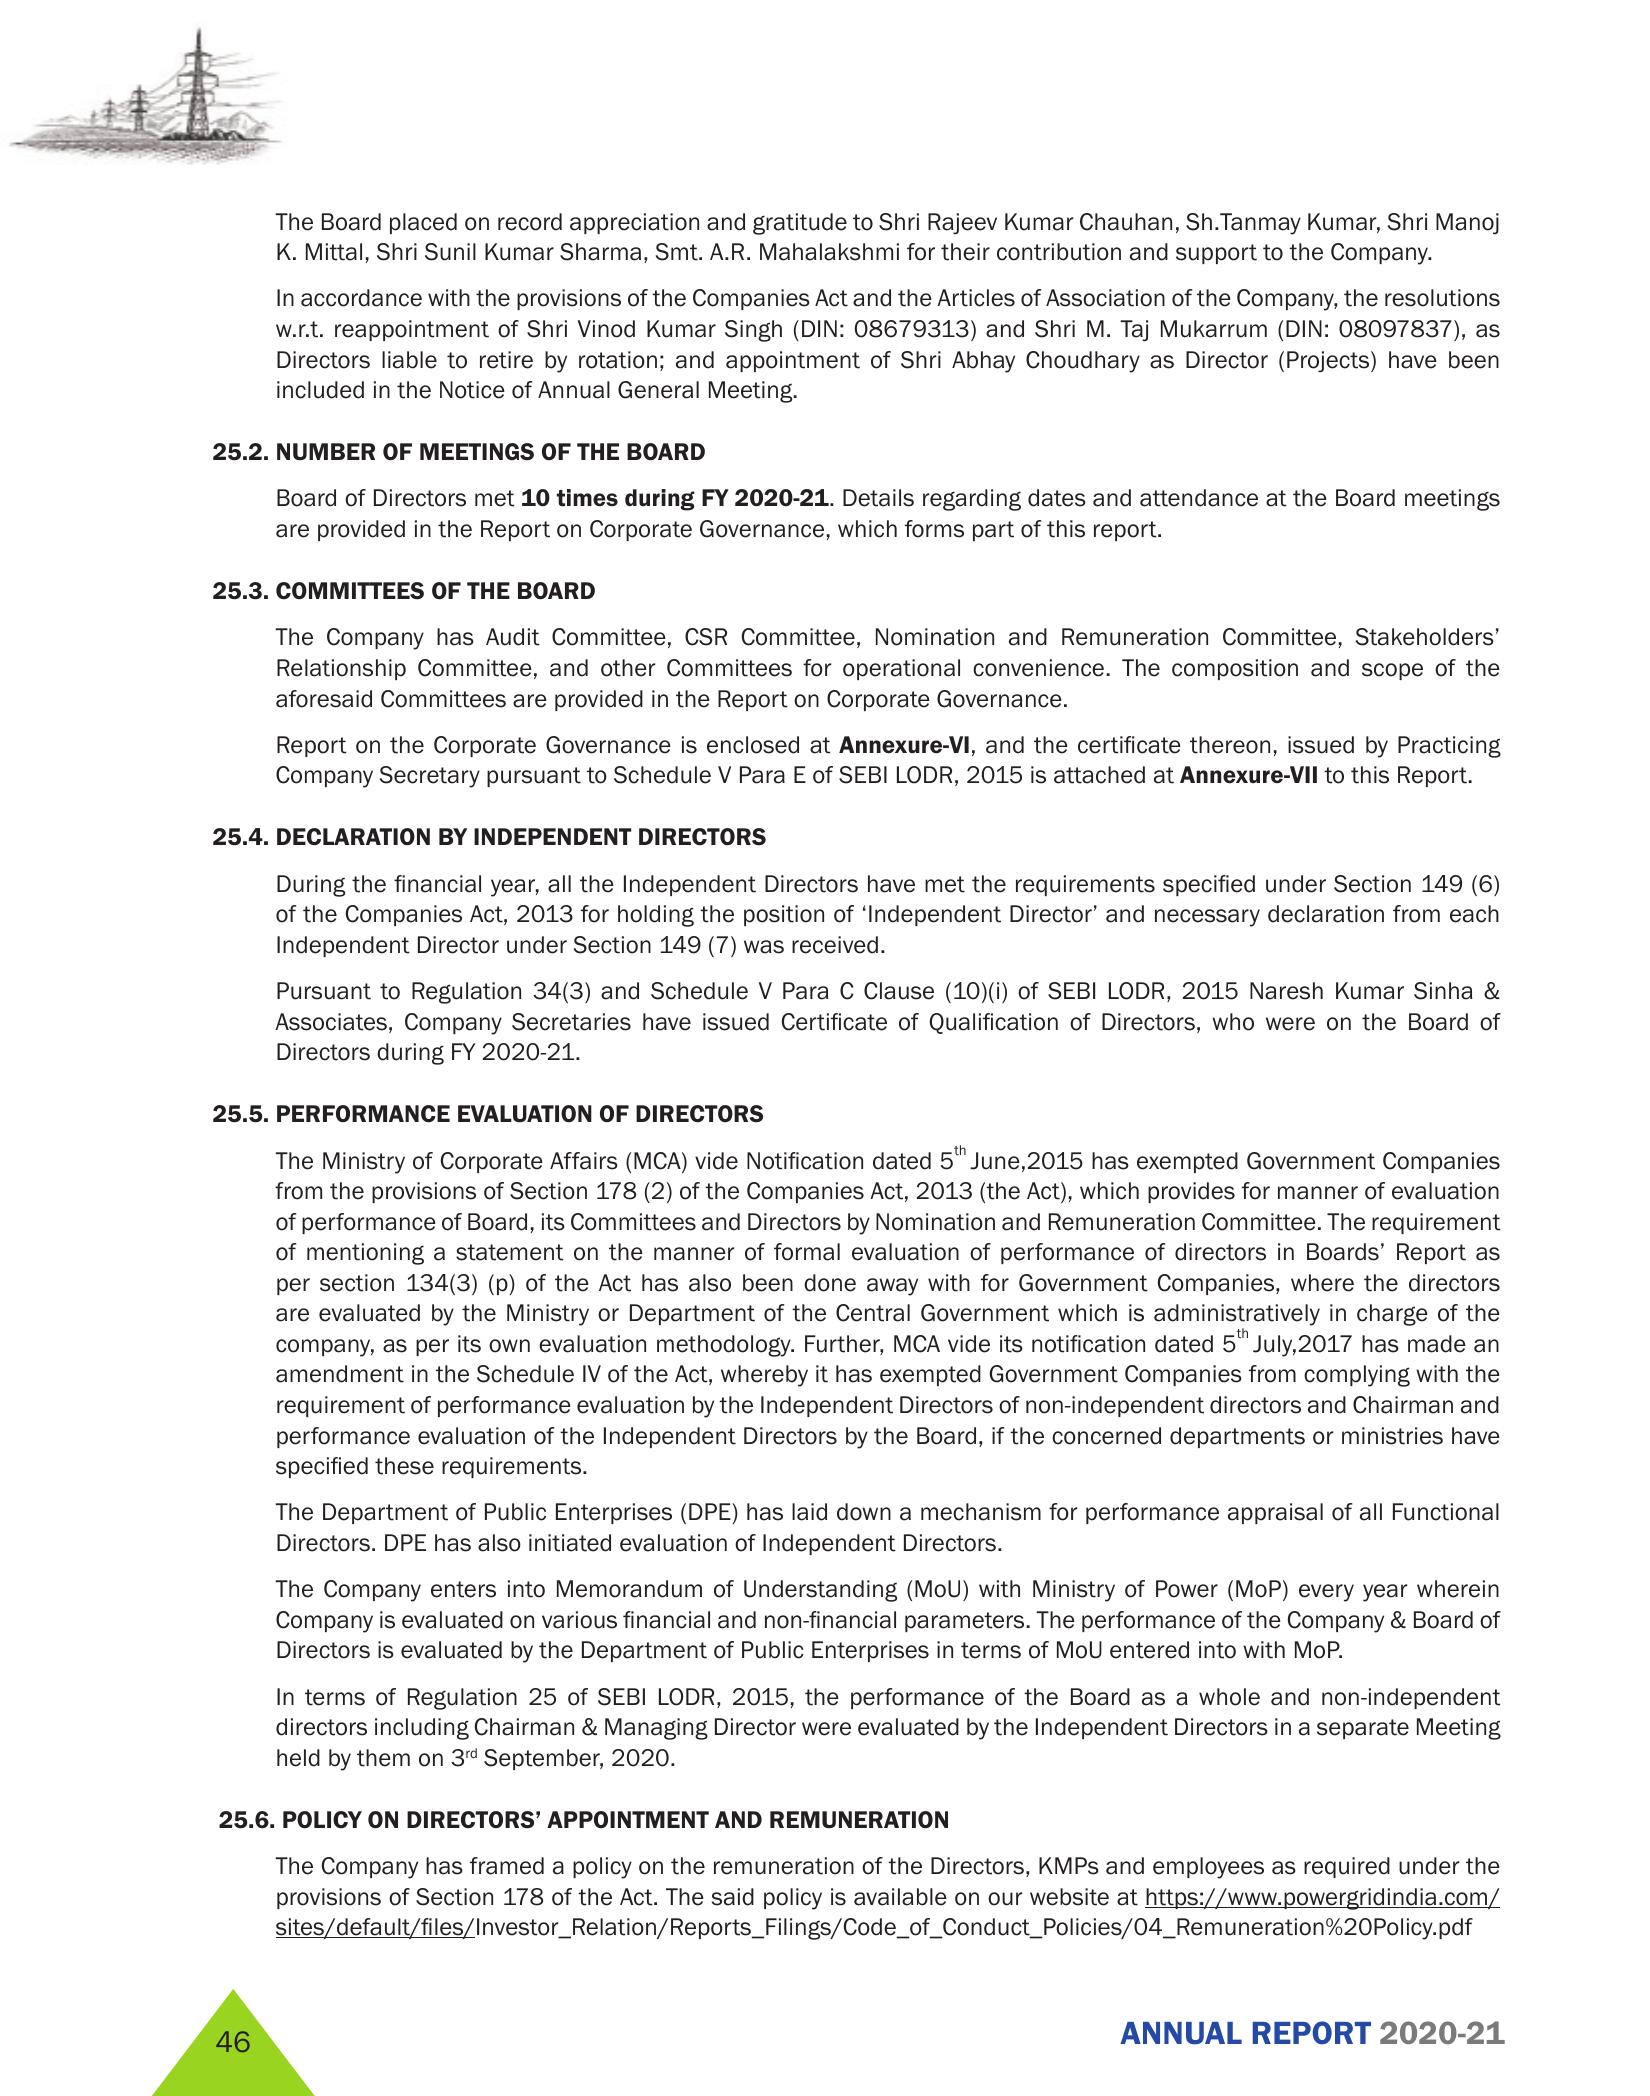 The Board placed on record appreciation and gratitude to Shri Rajeev Kumar Chauhan, Sh.Tanmay Kumar, Shri Manoj
K. Mittal, Shri Sunil Kumar Sharma, Smt. A.R. Mahalakshmi for their contribution and support to the Company.
In accordance with the provisions of the Companies Act and the Articles of Association of the Company, the resolutions
w.r.t. reappointment of Shri Vinod Kumar Singh (DIN: 08679313) and Shri M. Taj Mukarrum (DIN: 08097837), as
Directors liable to retire by rotation; and appointment of Shri Abhay Choudhary as Director (Projects) have been
included in the Notice of Annual General Meeting.
25.2. NUMBER OF MEETINGS OF THE BOARD
Board of Directors met 10 times during FY 2020-21. Details regarding dates and attendance at the Board meetings
are provided in the Report on Corporate Governance, which forms part of this report.
25.3. COMMITTEES OF THE BOARD
The Company has Audit Committee, CSR Committee, Nomination and Remuneration Committee, Stakeholders’
Relationship Committee, and other Committees for operational convenience. The composition and scope of the
aforesaid Committees are provided in the Report on Corporate Governance.
Report on the Corporate Governance is enclosed at Annexure-VI, and the certificate thereon, issued by Practicing
Company Secretary pursuant to Schedule V Para E of SEBI LODR, 2015 is attached at Annexure-VII to this Report.
25.4. DECLARATION BY INDEPENDENT DIRECTORS
During the financial year, all the Independent Directors have met the requirements specified under Section 149 (6)
of the Companies Act, 2013 for holding the position of ‘Independent Director’ and necessary declaration from each
Independent Director under Section 149 (7) was received.
Pursuant to Regulation 34(3) and Schedule V Para C Clause (10)(i) of SEBI LODR, 2015 Naresh Kumar Sinha &
Associates, Company Secretaries have issued Certificate of Qualification of Directors, who were on the Board of
Directors during FY 2020-21.
25.5. PERFORMANCE EVALUATION OF DIRECTORS
The Ministry of Corporate Affairs (MCA) vide Notification dated 5th June,2015 has exempted Government Companies
from the provisions of Section 178 (2) of the Companies Act, 2013 (the Act), which provides for manner of evaluation
of performance of Board, its Committees and Directors by Nomination and Remuneration Committee. The requirement
of mentioning a statement on the manner of formal evaluation of performance of directors in Boards’ Report as
per section 134(3) (p) of the Act has also been done away with for Government Companies, where the directors
are evaluated by the Ministry or Department of the Central Government which is administratively in charge of the
company, as per its own evaluation methodology. Further, MCA vide its notification dated 5th July,2017 has made an
amendment in the Schedule IV of the Act, whereby it has exempted Government Companies from complying with the
requirement of performance evaluation by the Independent Directors of non-independent directors and Chairman and
performance evaluation of the Independent Directors by the Board, if the concerned departments or ministries have
specified these requirements.
The Department of Public Enterprises (DPE) has laid down a mechanism for performance appraisal of all Functional
Directors. DPE has also initiated evaluation of Independent Directors.
The Company enters into Memorandum of Understanding (MoU) with Ministry of Power (MoP) every year wherein
Company is evaluated on various financial and non-financial parameters. The performance of the Company & Board of
Directors is evaluated by the Department of Public Enterprises in terms of MoU entered into with MoP.
In terms of Regulation 25 of SEBI LODR, 2015, the performance of the Board as a whole and non-independent
directors including Chairman & Managing Director were evaluated by the Independent Directors in a separate Meeting
held by them on 3rd September, 2020.
25.6. POLICY ON DIRECTORS’ APPOINTMENT AND REMUNERATION
The Company has framed a policy on the remuneration of the Directors, KMPs and employees as required under the
provisions of Section 178 of the Act. The said policy is available on our website at https://www.powergridindia.com/
sites/default/files/Investor_Relation/Reports_Filings/Code_of_Conduct_Policies/04_Remuneration%20Policy.pdf
46
ANNUAL REPORT 2020-21